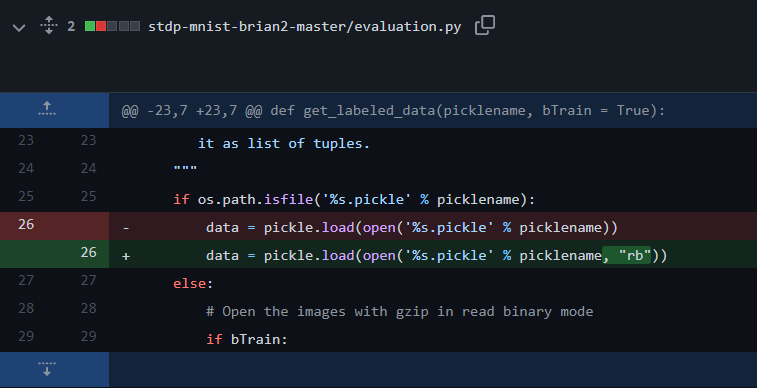 2 stdp-mnist-brian2-master/evaluation.py
@@ -23,7 +23,7 @@ def get_labeled_data(picklename, bTrain = True):
23 23 it as list of tuples.
24 24 """
25 25 if os.path.isfile('%s.pickle' % picklename):
26 - data = pickle.load(open('%s.pickle' % picklename))
26 + data = pickle.load(open('%s.pickle' % picklename, "rb"))
27 27 else:
28 28 # Open the images with gzip in read binary mode
29 29 if bTrain: